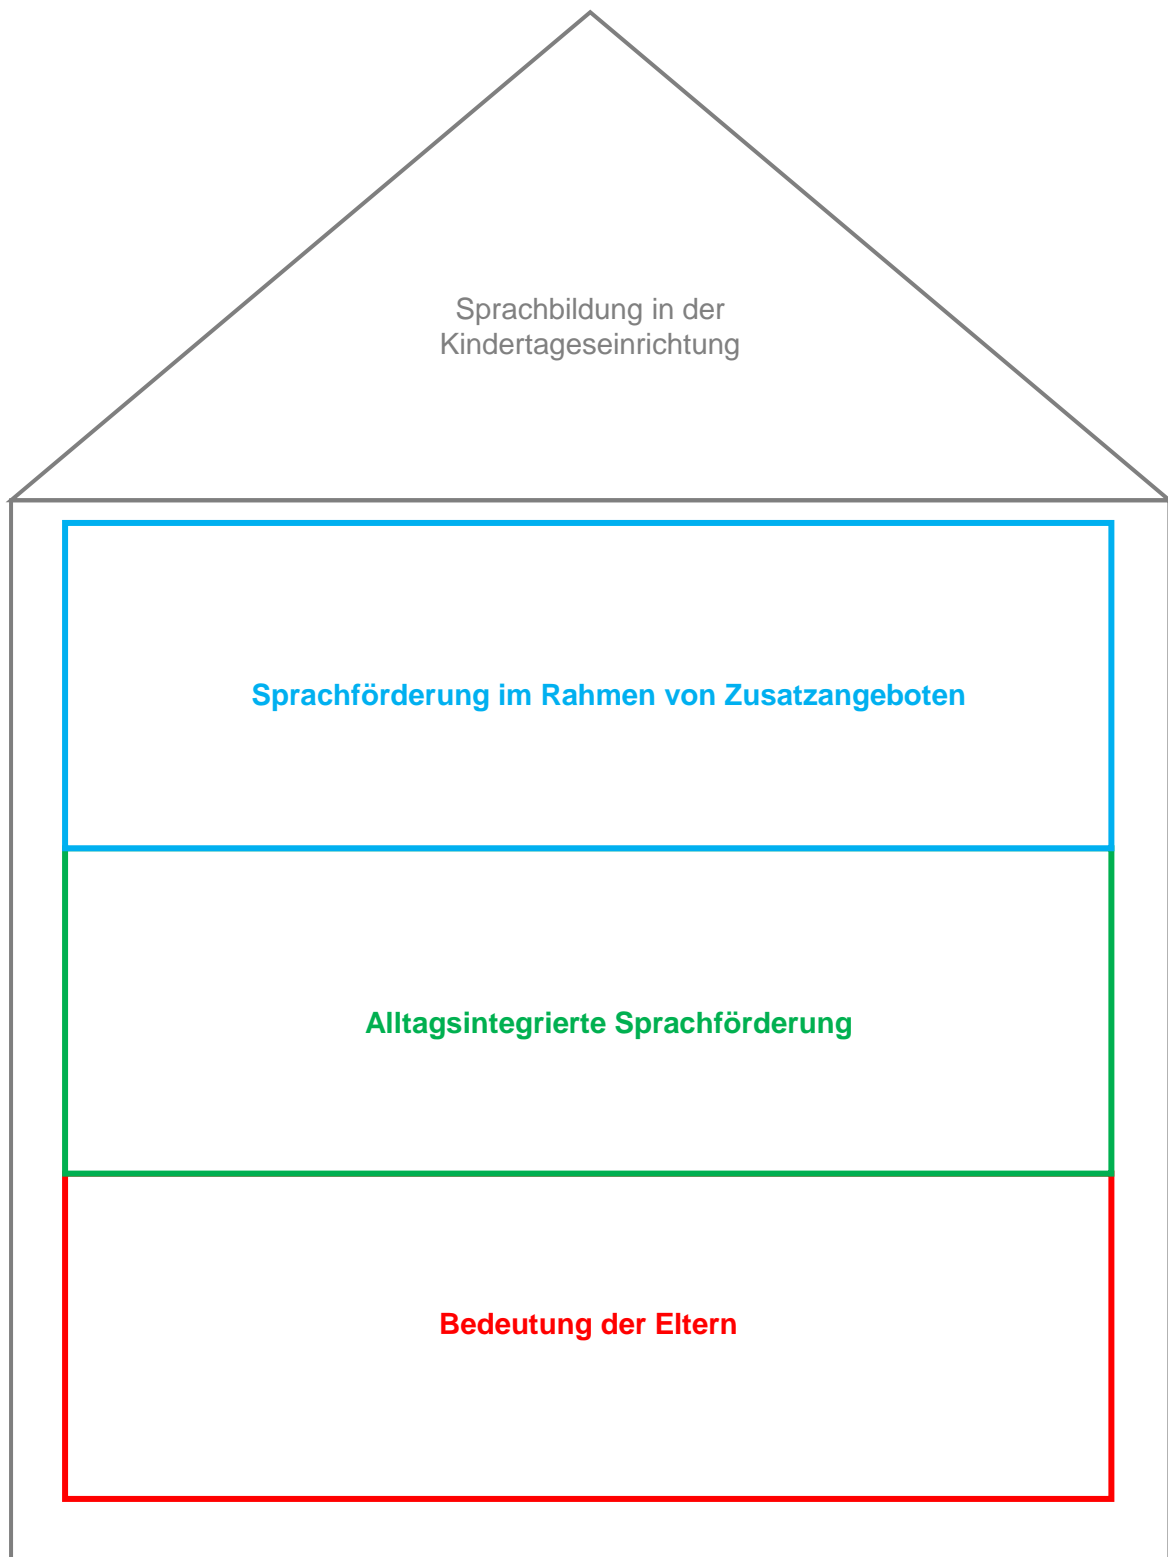 Sprachbildung in der
Kindertageseinrichtung
Sprachförderung im Rahmen von Zusatzangeboten
Alltagsintegrierte Sprachförderung
Bedeutung der Eltern